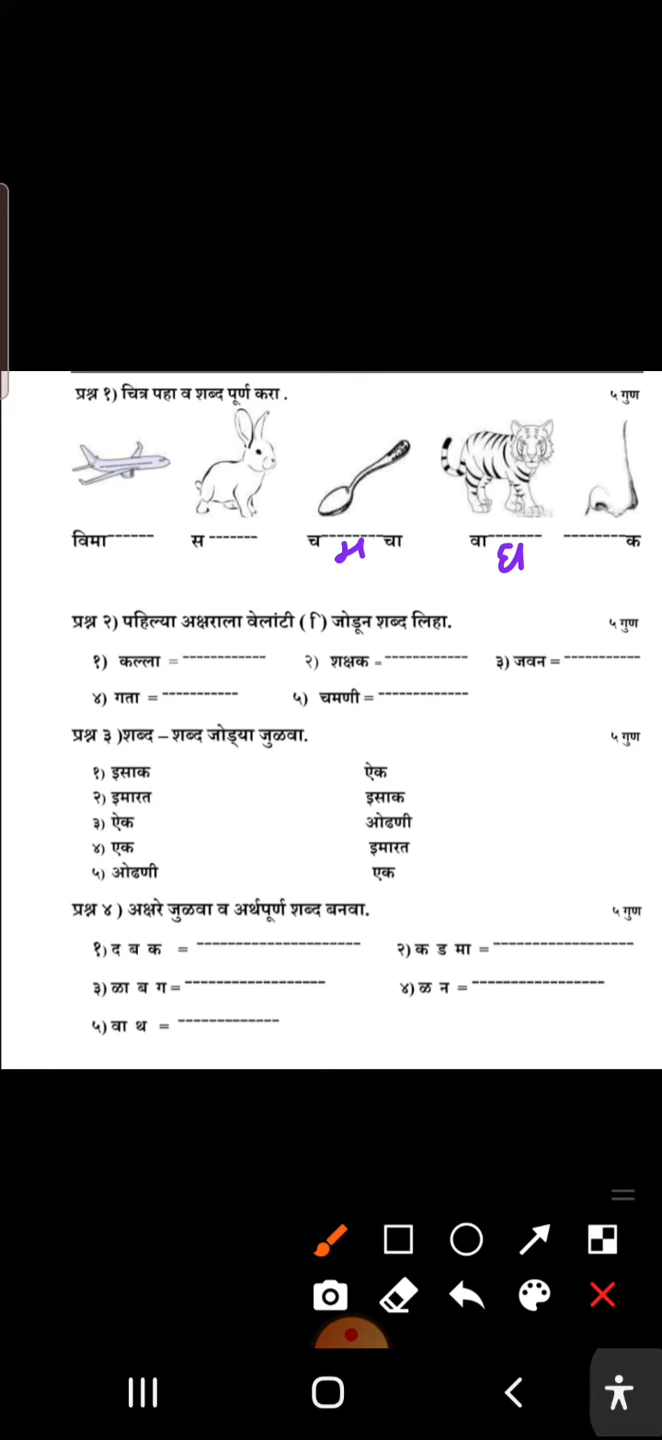 प्रश्न १) चित्र पहा व शब्द पूर्ण करा . ५ गुण
विमा------ स ------- च म चा वा घ --------क
प्रश्न २) पहिल्या अक्षराला वेलांटी ( ि ) जोडून शब्द लिहा. ५ गुण
१) कल्ला = ------------ २) शक्षक = ------------ ३) जवन = -----------
४) गता = ----------- ५) चमणी = -------------
प्रश्न ३ )शब्द – शब्द जोड्या जुळवा. ५ गुण
१) इसाक ऐक
२) इमारत इसाक
३) ऐक ओढणी
४) एक इमारत
५) ओढणी एक
प्रश्न ४ ) अक्षरे जुळवा व अर्थपूर्ण शब्द बनवा. ५ गुण
१) द ब क = ---------------------- २) क ड मा = -------------------
३) ळा ब ग = ------------------- ४) ळ न = ------------------
५) वा थ = --------------